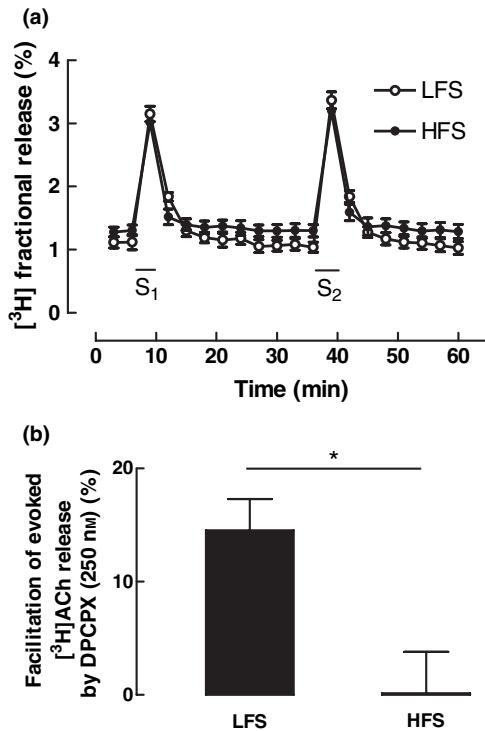 (a)
[³H] fractional release (%)
4
3
2
1
0
LFS
HFS
S₁
S₂
0 10 20 30 40 50 60
Time (min)
(b)
Facilitation of evoked
[³H]ACh release
by DPCPX (250 nM) (%)
20
10
0
*
LFS HFS